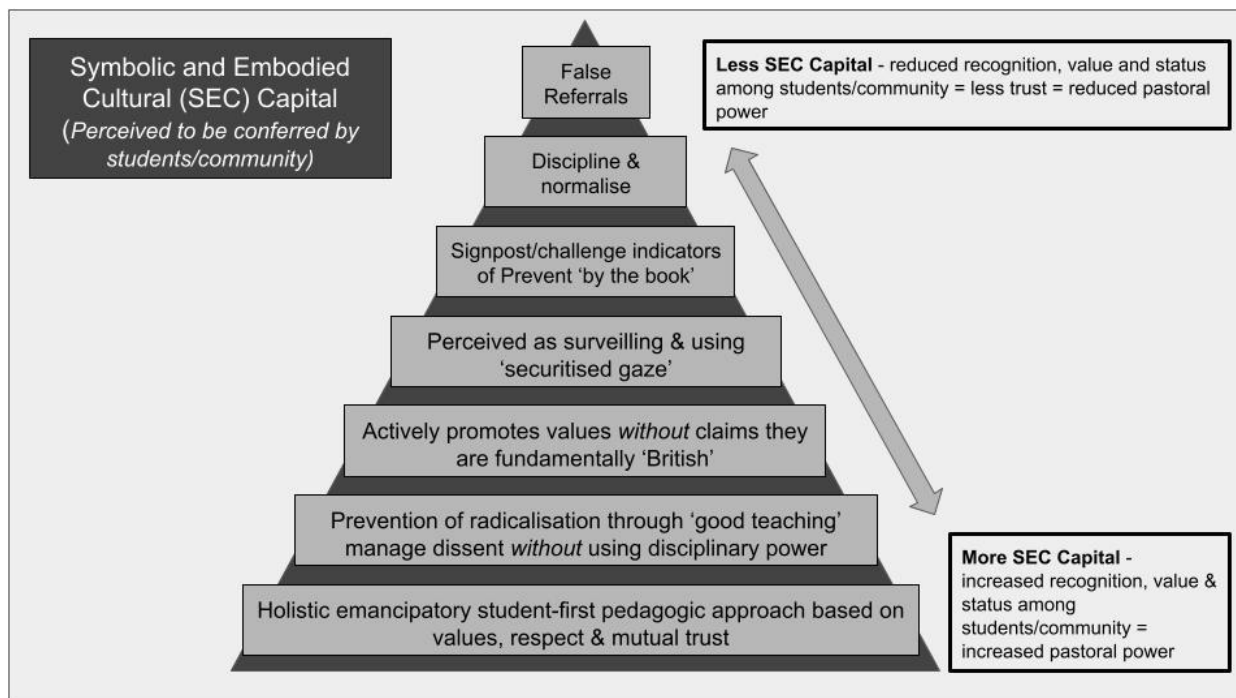 Symbolic and Embodied
Cultural (SEC) Capital
(Perceived to be conferred by
students/community)
False
Referrals
Less SEC Capital - reduced recognition, value and status
among students/community = less trust = reduced pastoral
power
Discipline &
normalise
Signpost/challenge indicators
of Prevent ‘by the book’
Perceived as surveilling & using
‘securitised gaze’
Actively promotes values without claims they
are fundamentally ‘British’
Prevention of radicalisation through ‘good teaching’
manage dissent without using disciplinary power
Holistic emancipatory student-first pedagogic approach based on
values, respect & mutual trust
More SEC Capital -
increased recognition, value &
status among
students/community =
increased pastoral power